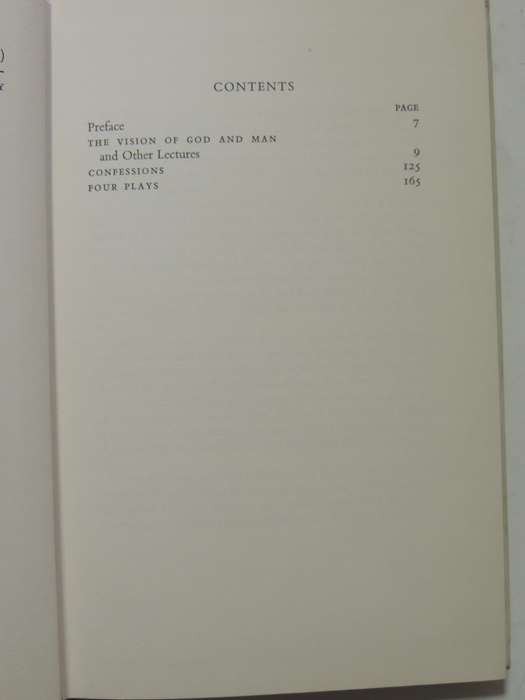 CONTENTS
PAGE
Preface 7
THE VISION OF GOD AND MAN
and Other Lectures 9
CONFESSIONS 125
FOUR PLAYS 165